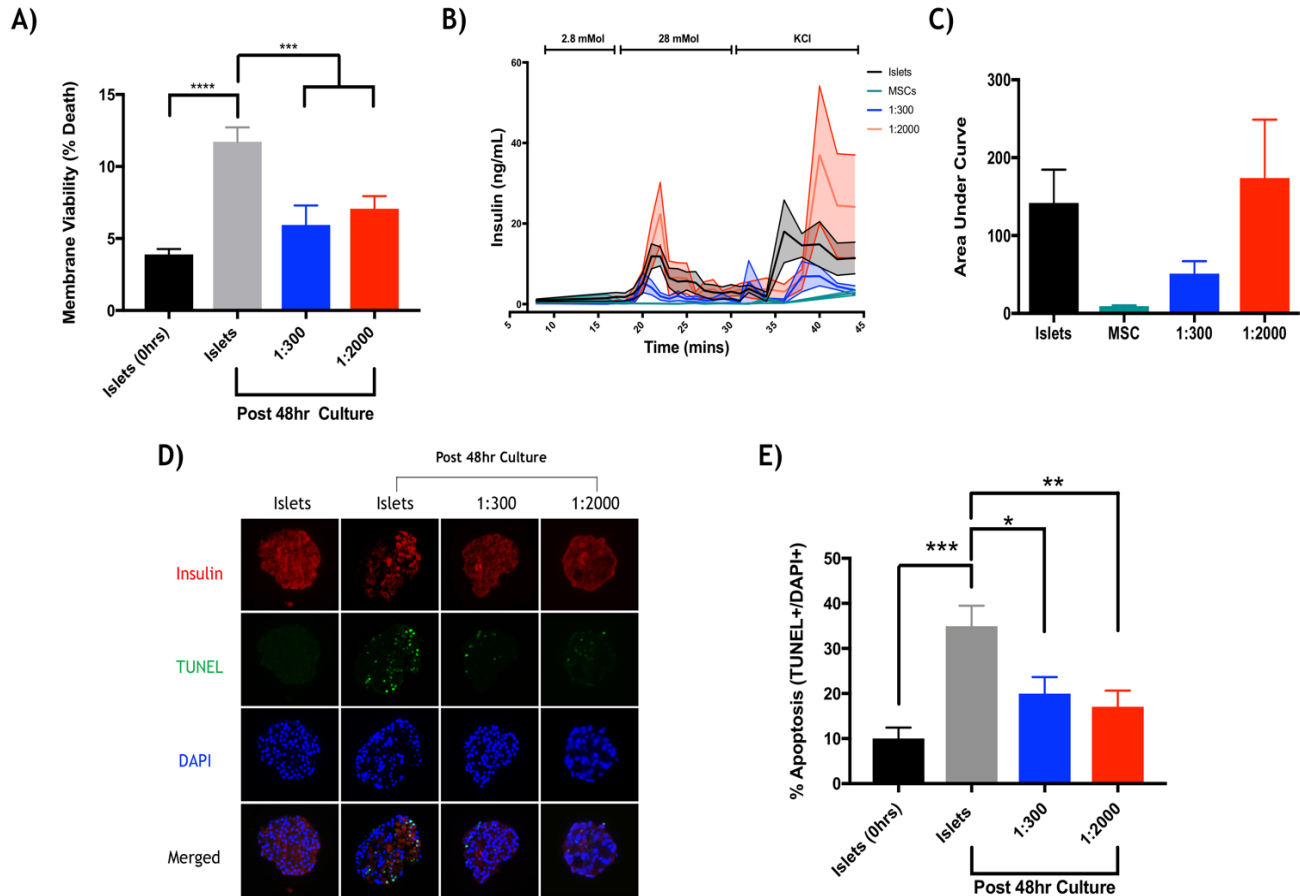 A)
***
****
Membrane Viability (% Death)
15
10
5
0
Islets (0hrs)
Islets
1:300
1:2000
Post 48hr Culture
B)
2.8 mMol
28 mMol
KCl
Insulin (ng/mL)
60
40
20
0
5
10
15
20
25
30
35
40
45
Time (mins)
Islets
MSCs
1:300
1:2000
C)
Area Under Curve
300
200
150
100
50
0
Islets
MSC
1:300
1:2000
D)
Post 48hr Culture
Islets
Islets
1:300
1:2000
Insulin
TUNEL
DAPI
Merged
E)
**
*
***
% Apoptosis (TUNEL+/DAPI+)
50
40
30
20
10
0
Islets (0hrs)
Islets
1:300
1:2000
Post 48hr Culture